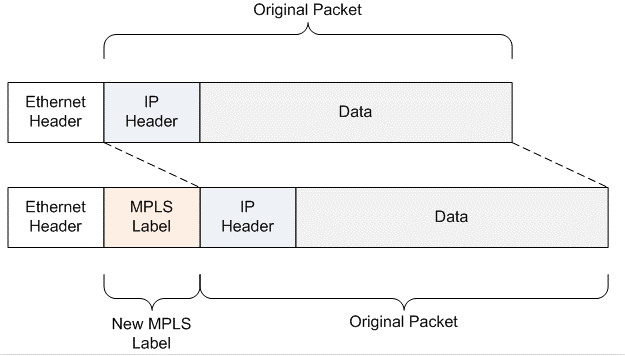 Original Packet
Ethernet
Header
IP
Header
Data
Ethernet
Header
MPLS
Label
IP
Header
Data
New MPLS
Label
Original Packet